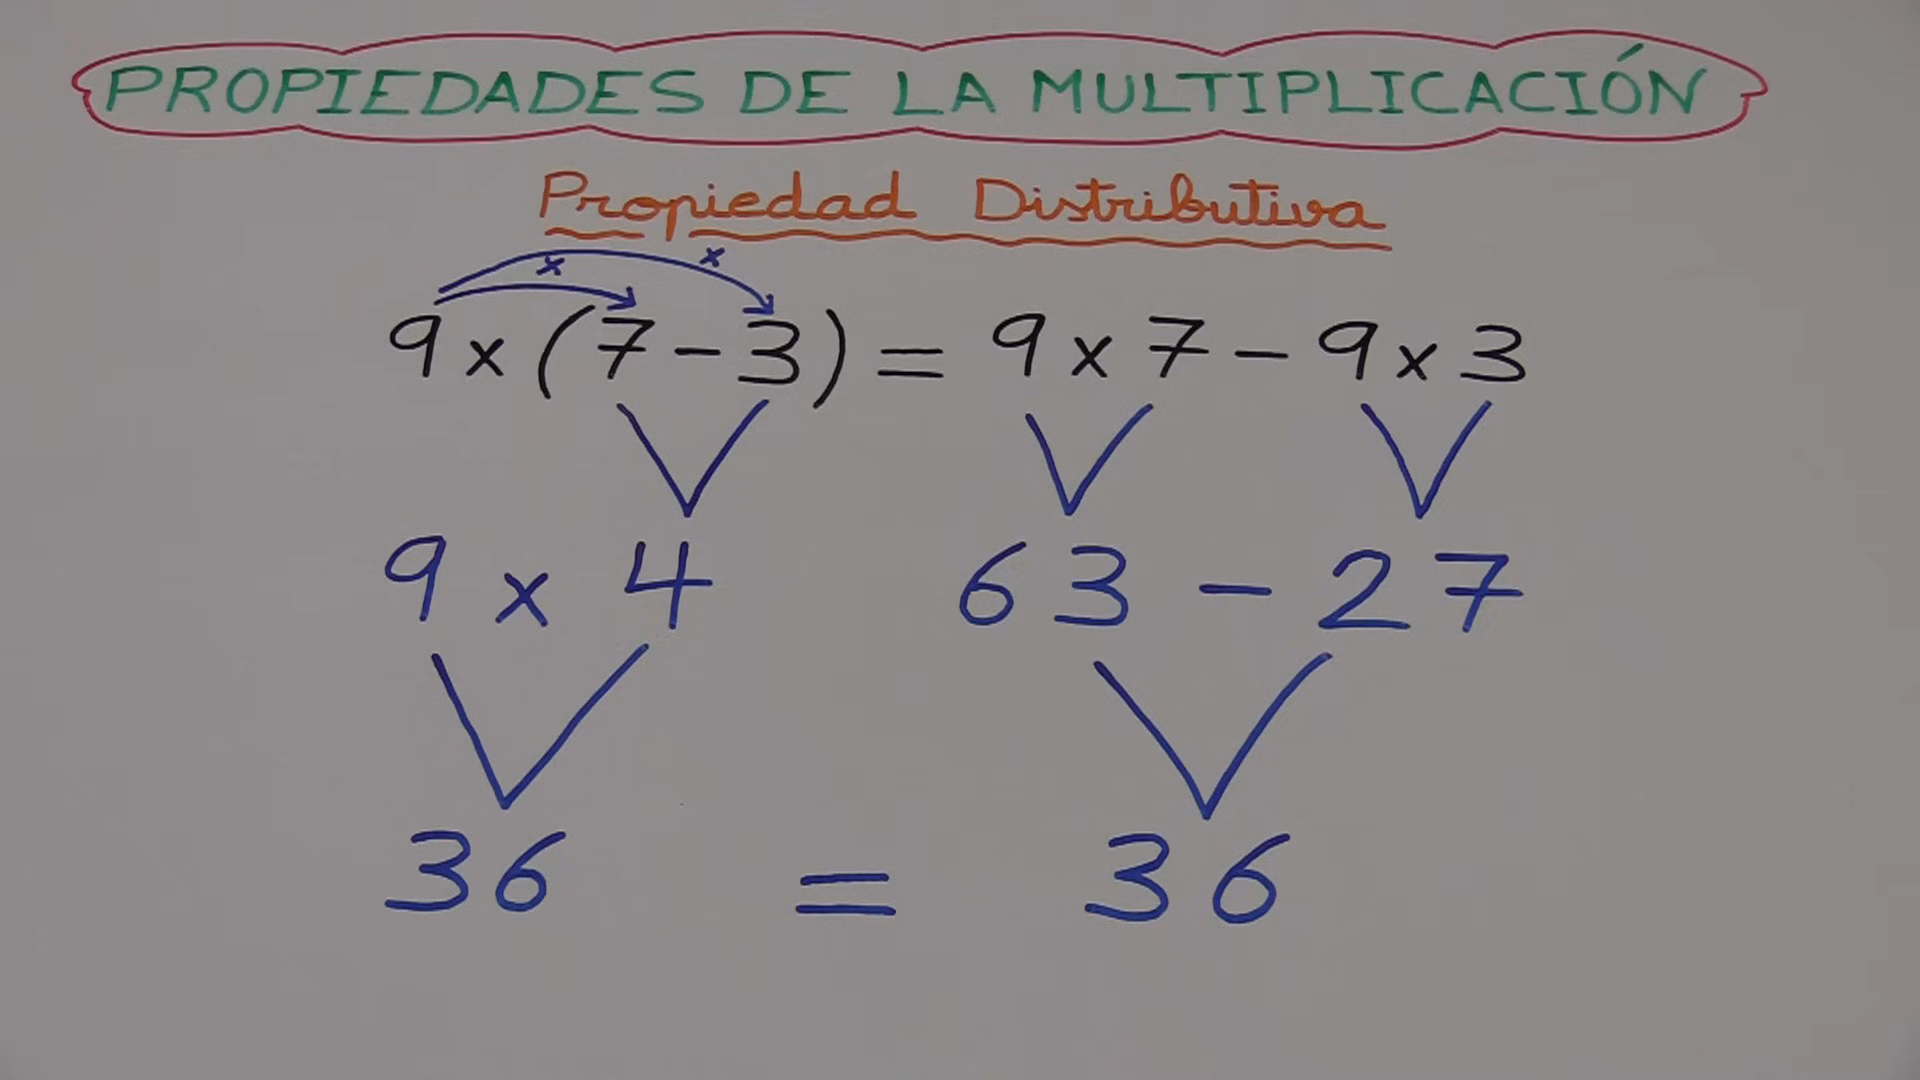 PROPIEDADES DE LA MULTIPLICACIÓN
Propiedad Distributiva
x x
9 x (7 - 3) = 9 x 7 - 9 x 3
9 x 4 63 - 27
36 = 36